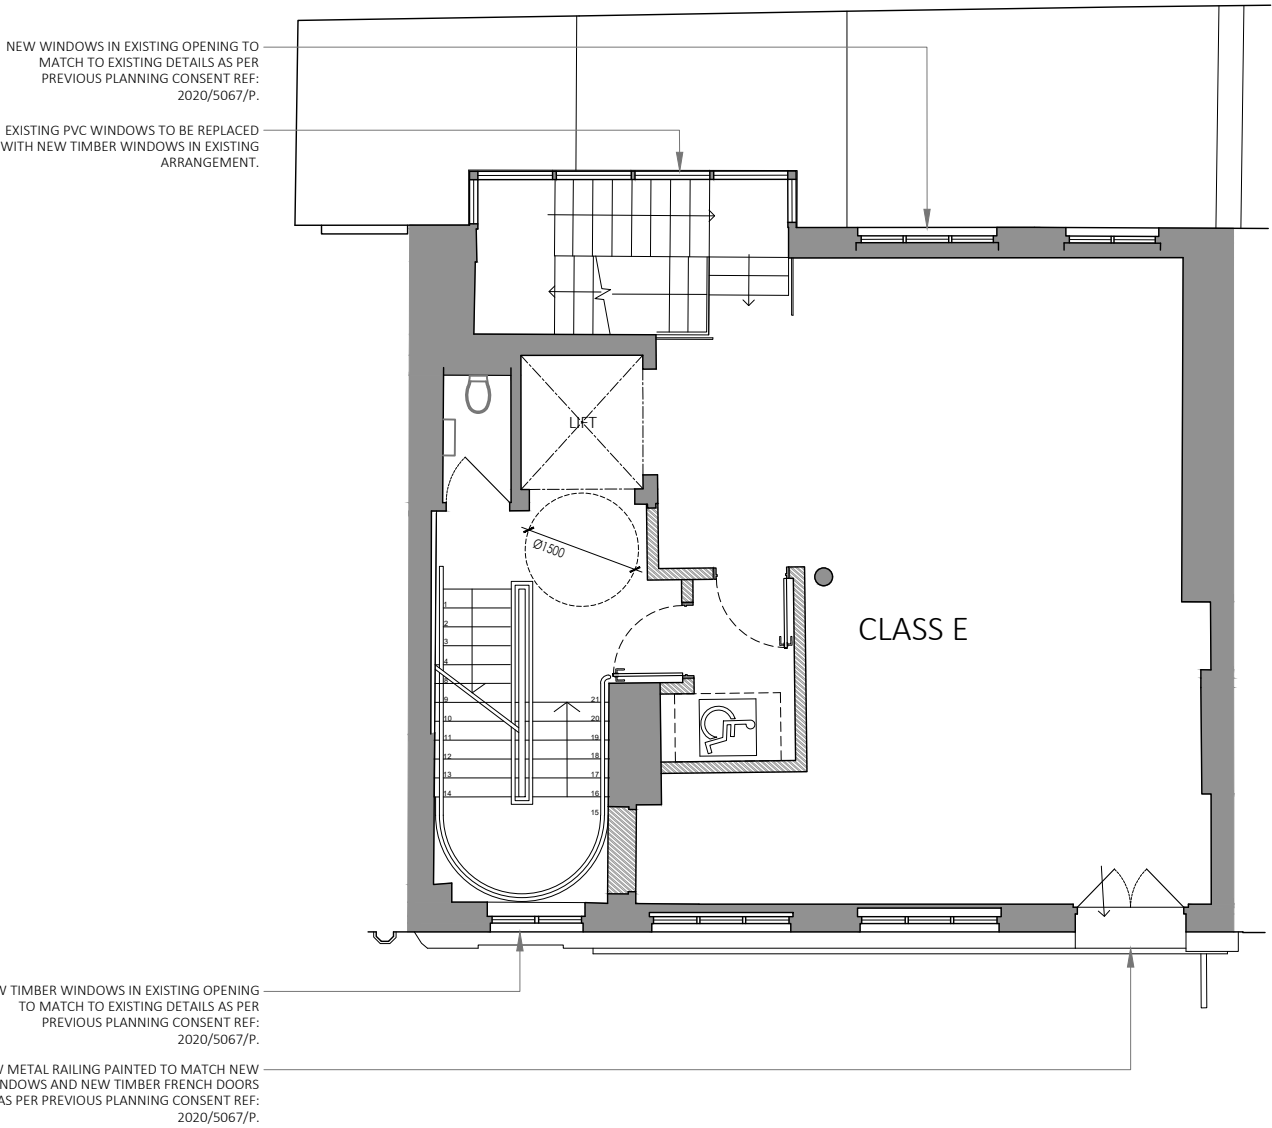 NEW WINDOWS IN EXISTING OPENING TO
MATCH TO EXISTING DETAILS AS PER
PREVIOUS PLANNING CONSENT REF:
2020/5067/P.
EXISTING PVC WINDOWS TO BE REPLACED
WITH NEW TIMBER WINDOWS IN EXISTING
ARRANGEMENT.
LIFT
Ø1500
CLASS E
1
2
3
4
9
10
11
12
13
14
21
20
19
18
17
16
15
W TIMBER WINDOWS IN EXISTING OPENING
TO MATCH TO EXISTING DETAILS AS PER
PREVIOUS PLANNING CONSENT REF:
2020/5067/P.
METAL RAILING PAINTED TO MATCH NEW
NDOWS AND NEW TIMBER FRENCH DOORS
AS PER PREVIOUS PLANNING CONSENT REF:
2020/5067/P.